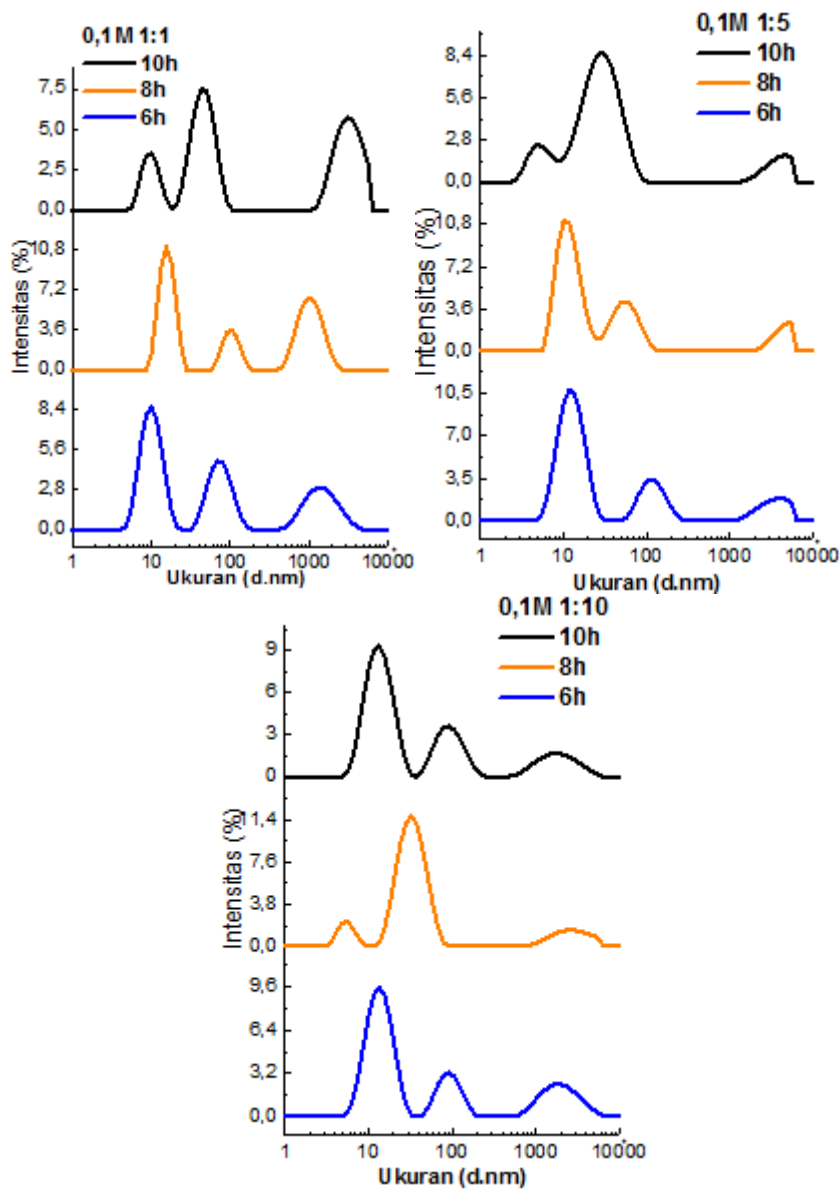 0,1M 1:1
10h
8h
6h
7,5
5,0
2,5
0,0
10,8
7,2
3,6
0,0
8,4
5,6
2,8
0,0
Intensitas (%)
1 10 100 1000 10000
Ukuran (d.nm)
0,1M 1:5
10h
8h
6h
8,4
5,6
2,8
0,0
10,8
7,2
3,6
0,0
10,5
7,0
3,5
0,0
Intensitas (%)
1 10 100 1000 10000
Ukuran (d.nm)
0,1M 1:10
10h
8h
6h
9
6
3
0
11,4
7,6
3,8
0,0
9,6
6,4
3,2
0,0
Intensitas (%)
1 10 100 1000 10000
Ukuran (d.nm)